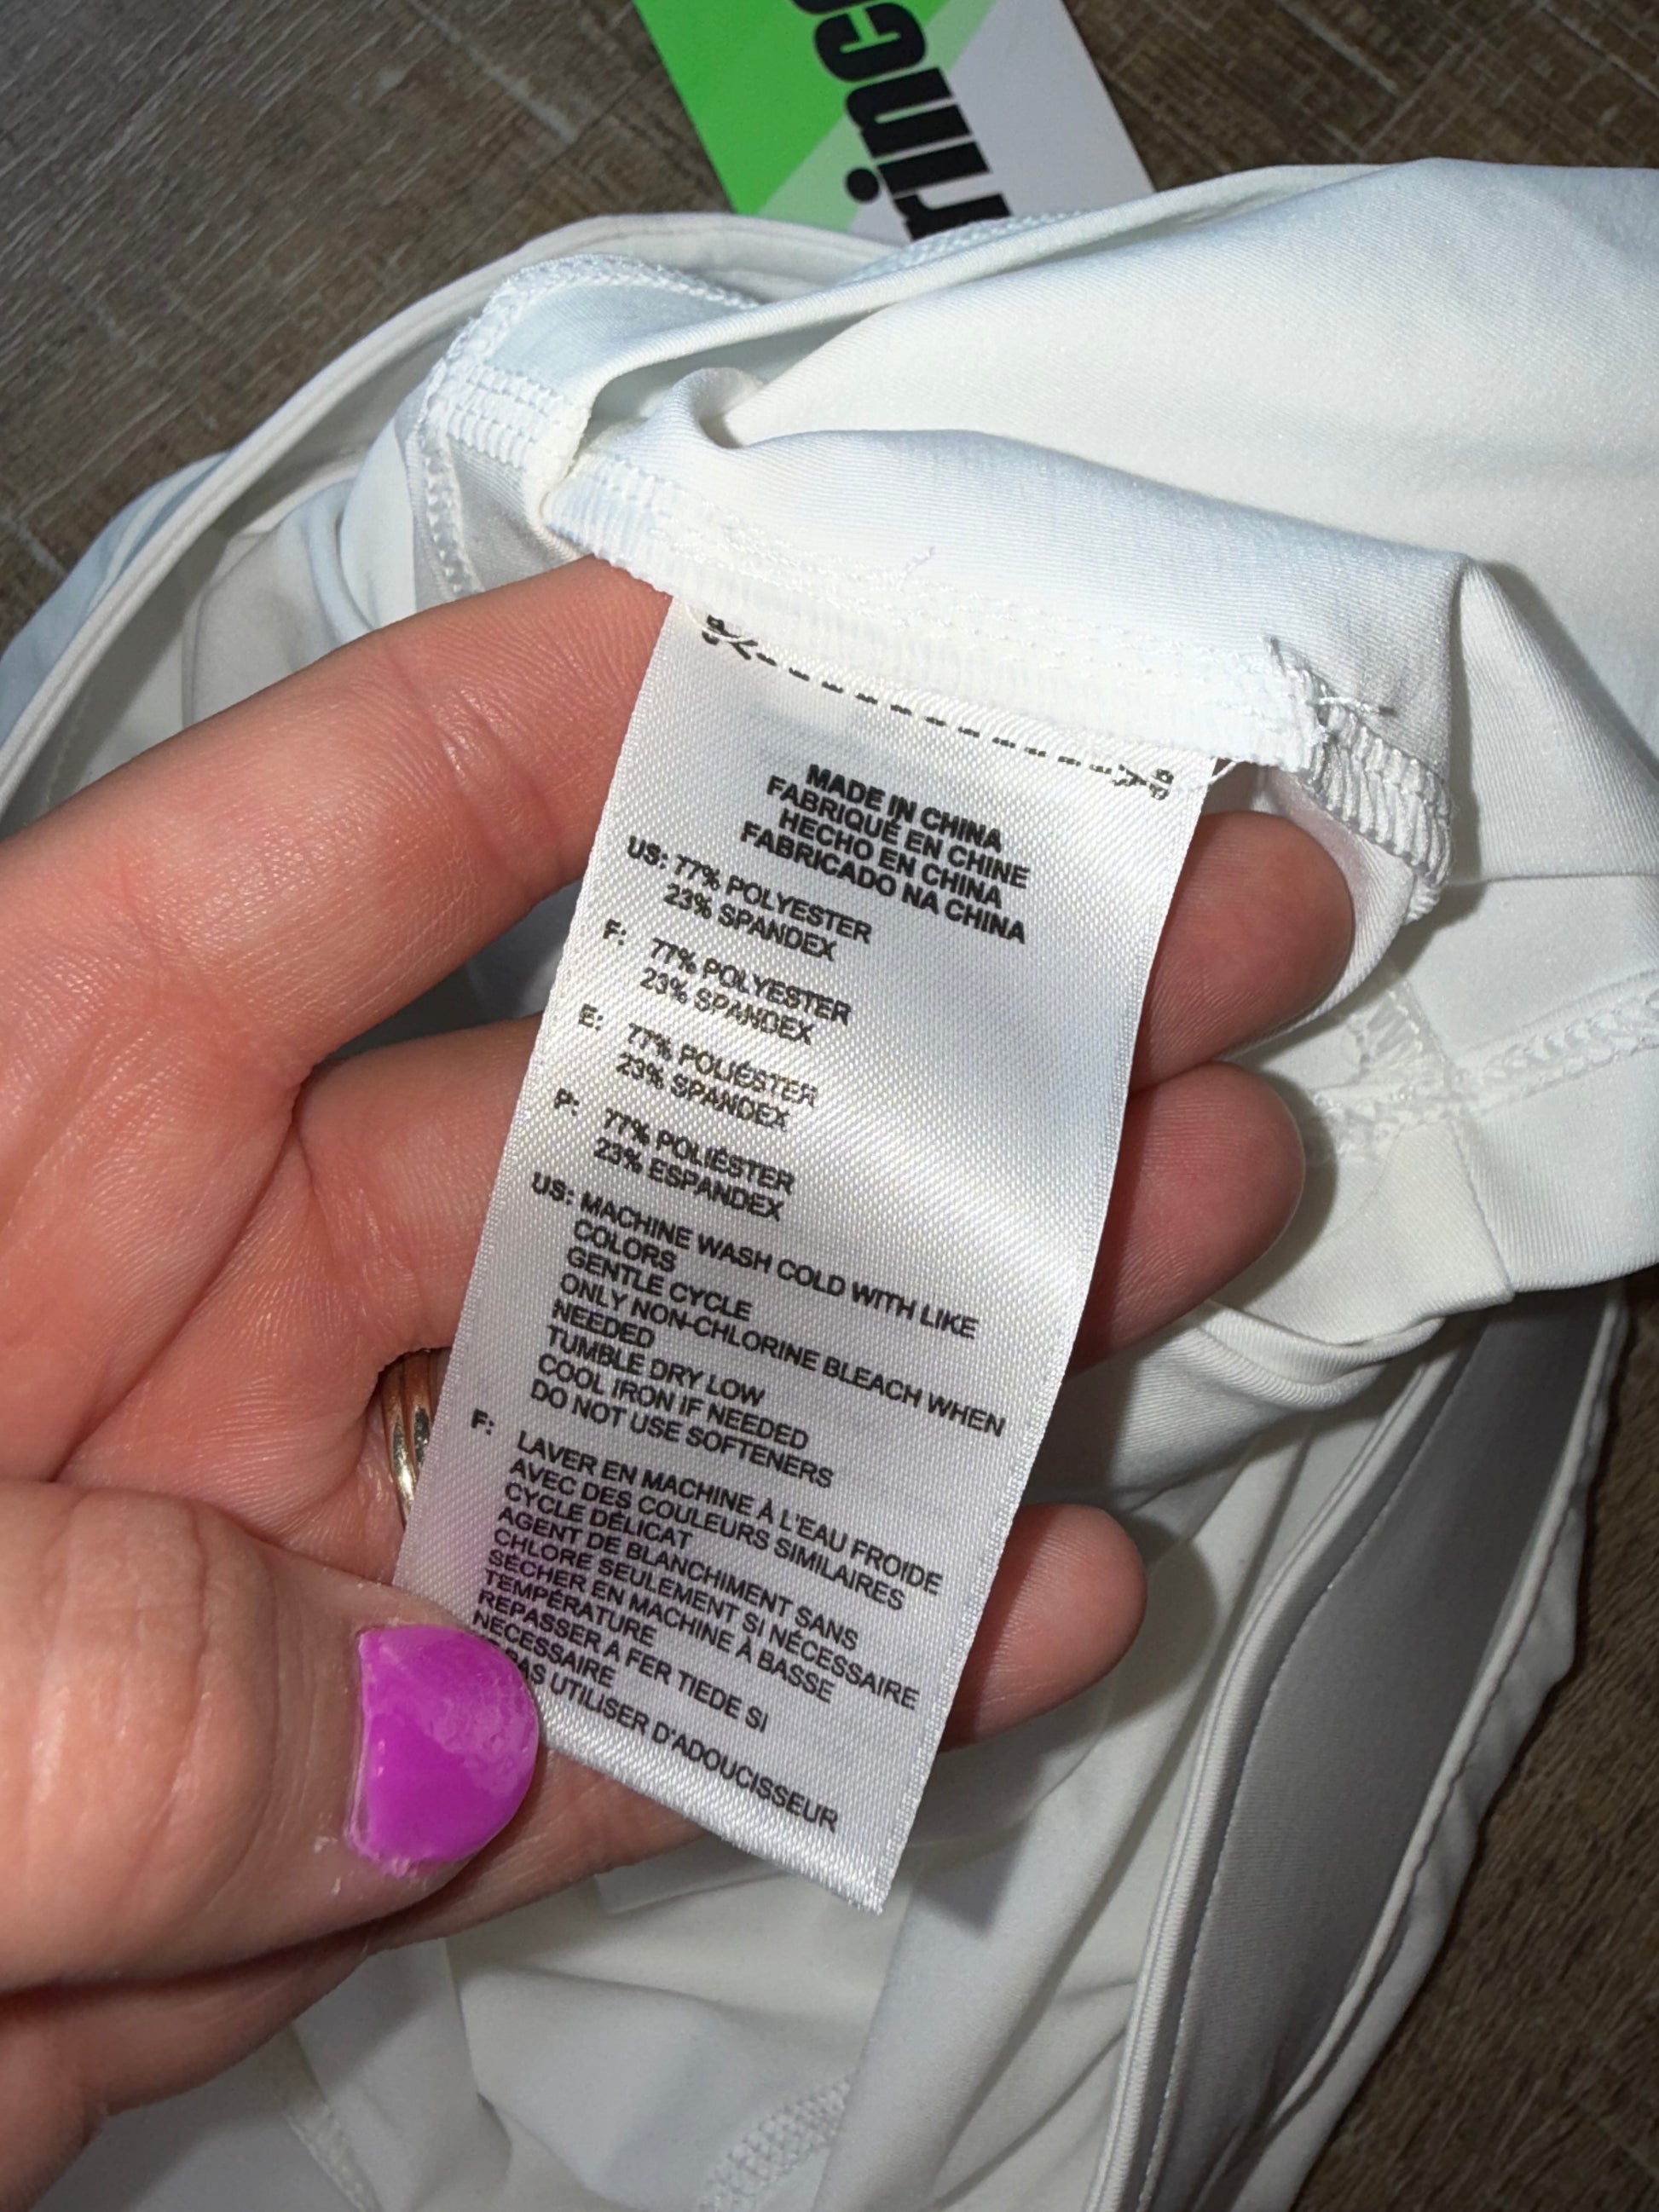 rince
MADE IN CHINA
FABRIQUÉ EN CHINE
HECHO EN CHINA
FABRICADO NA CHINA
US: 77% POLYESTER
23% SPANDEX
F: 77% POLYESTER
23% SPANDEX
E: 77% POLIÉSTER
23% SPANDEX
P: 77% POLIÉSTER
23% ESPANDEX
US: MACHINE WASH COLD WITH LIKE
COLORS
GENTLE CYCLE
ONLY NON-CHLORINE BLEACH WHEN
NEEDED
TUMBLE DRY LOW
COOL IRON IF NEEDED
DO NOT USE SOFTENERS
F: LAVER EN MACHINE À L'EAU FROIDE
AVEC DES COULEURS SIMILAIRES
CYCLE DÉLICAT
AGENT DE BLANCHIMENT SANS
CHLORE SEULEMENT SI NÉCESSAIRE
SÉCHER EN MACHINE À BASSE
TEMPÉRATURE
REPASSER A FER TIEDE SI
NECESSAIRE
PAS UTILISER D'ADOUCISSEUR